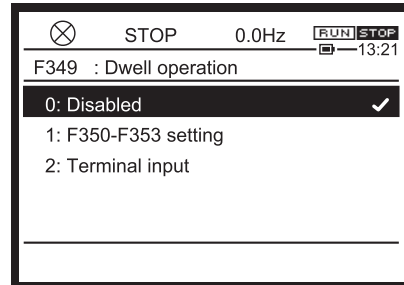 STOP 0.0Hz RUN STOP
13:21
F349 : Dwell operation
0: Disabled
1: F350-F353 setting
2: Terminal input